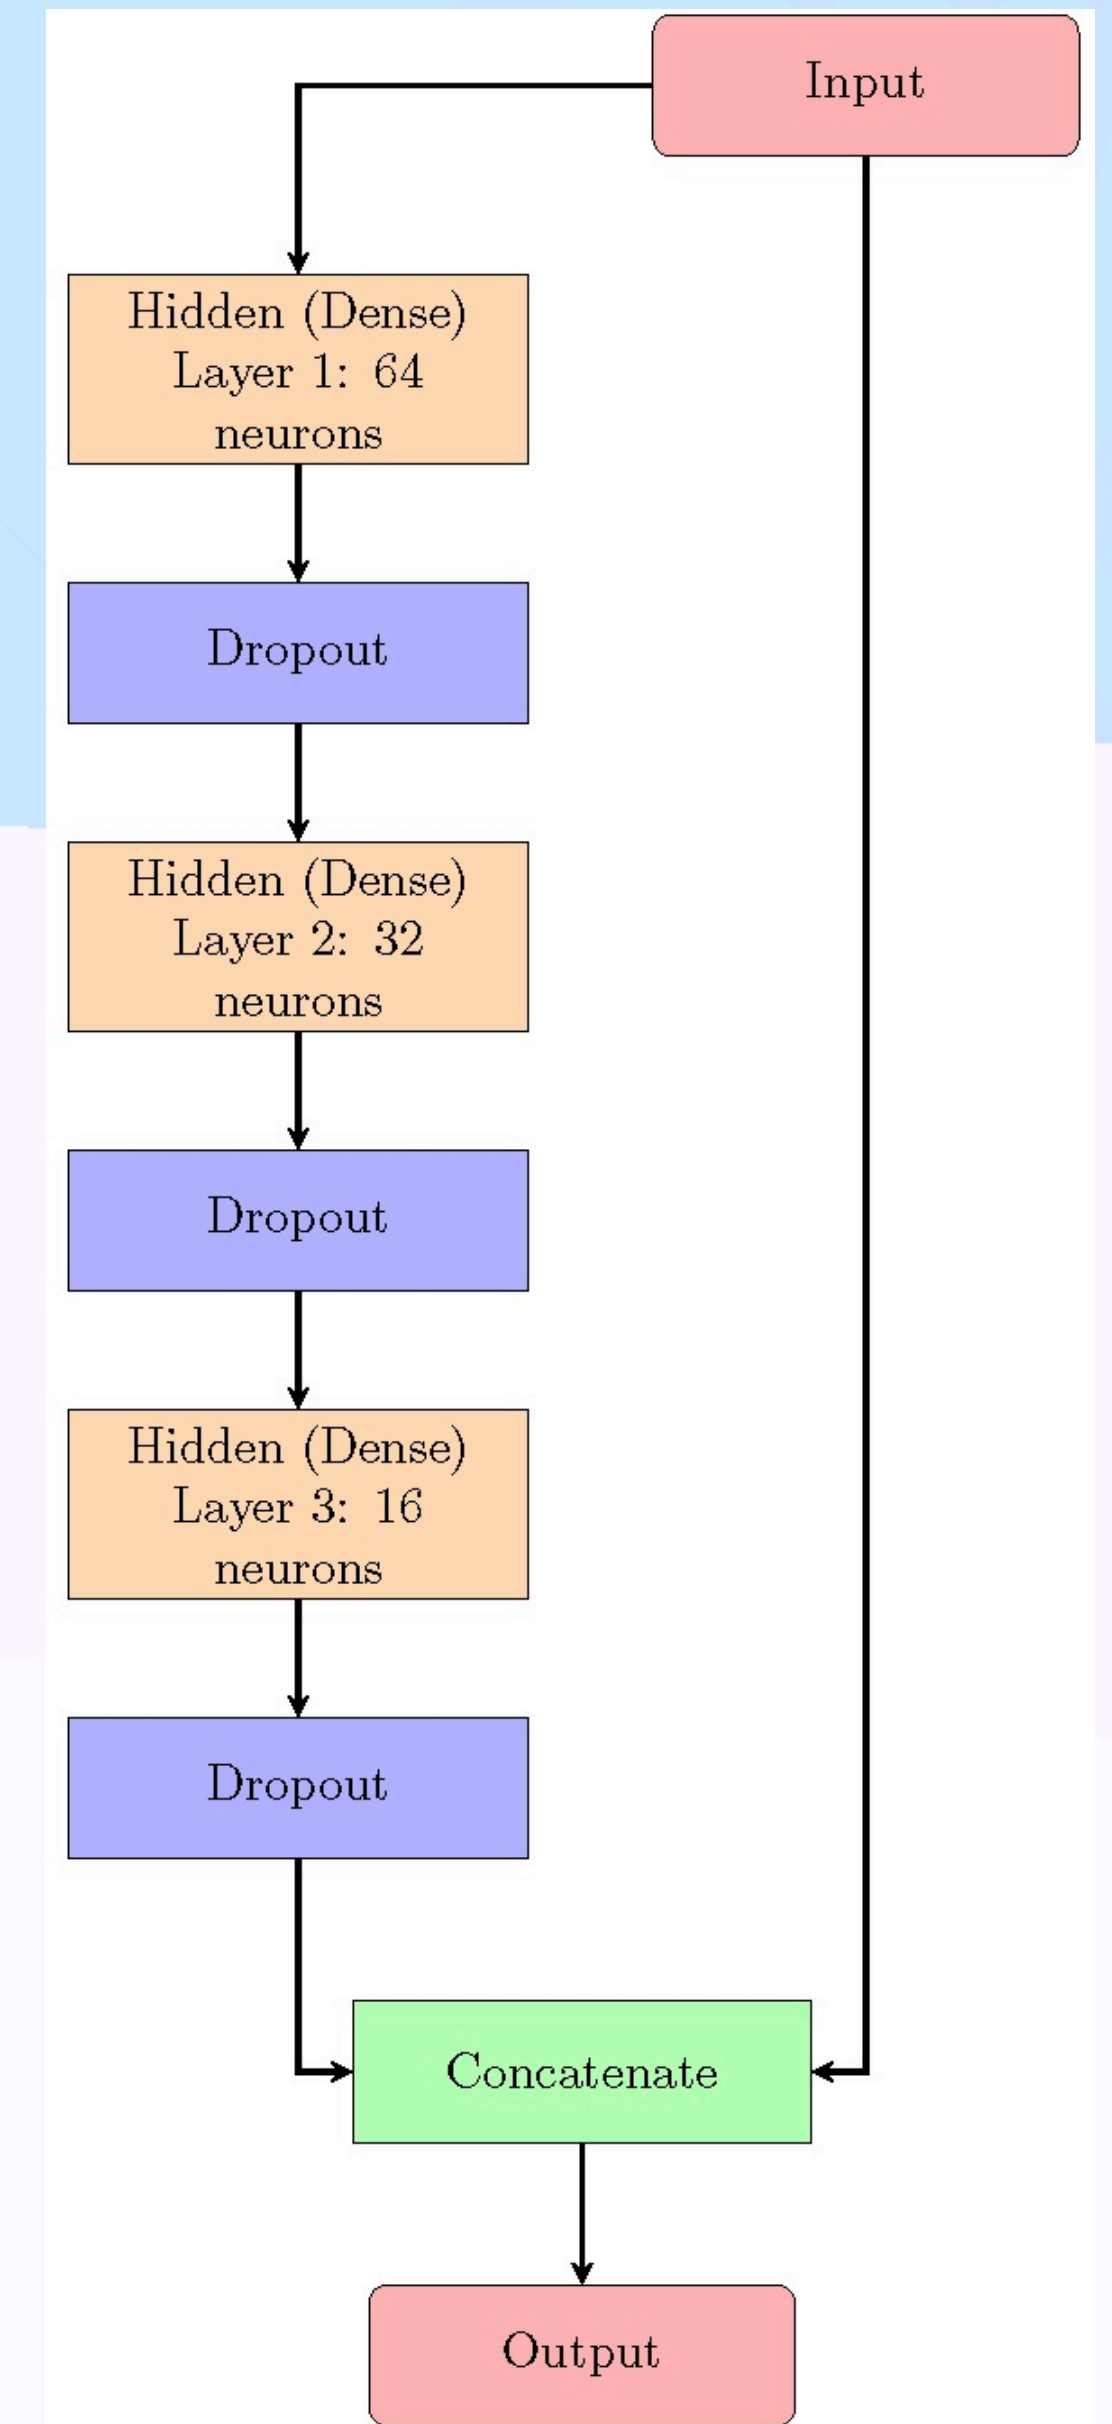 Input
Hidden (Dense)
Layer 1: 64
neurons
Dropout
Hidden (Dense)
Layer 2: 32
neurons
Dropout
Hidden (Dense)
Layer 3: 16
neurons
Dropout
Concatenate
Output